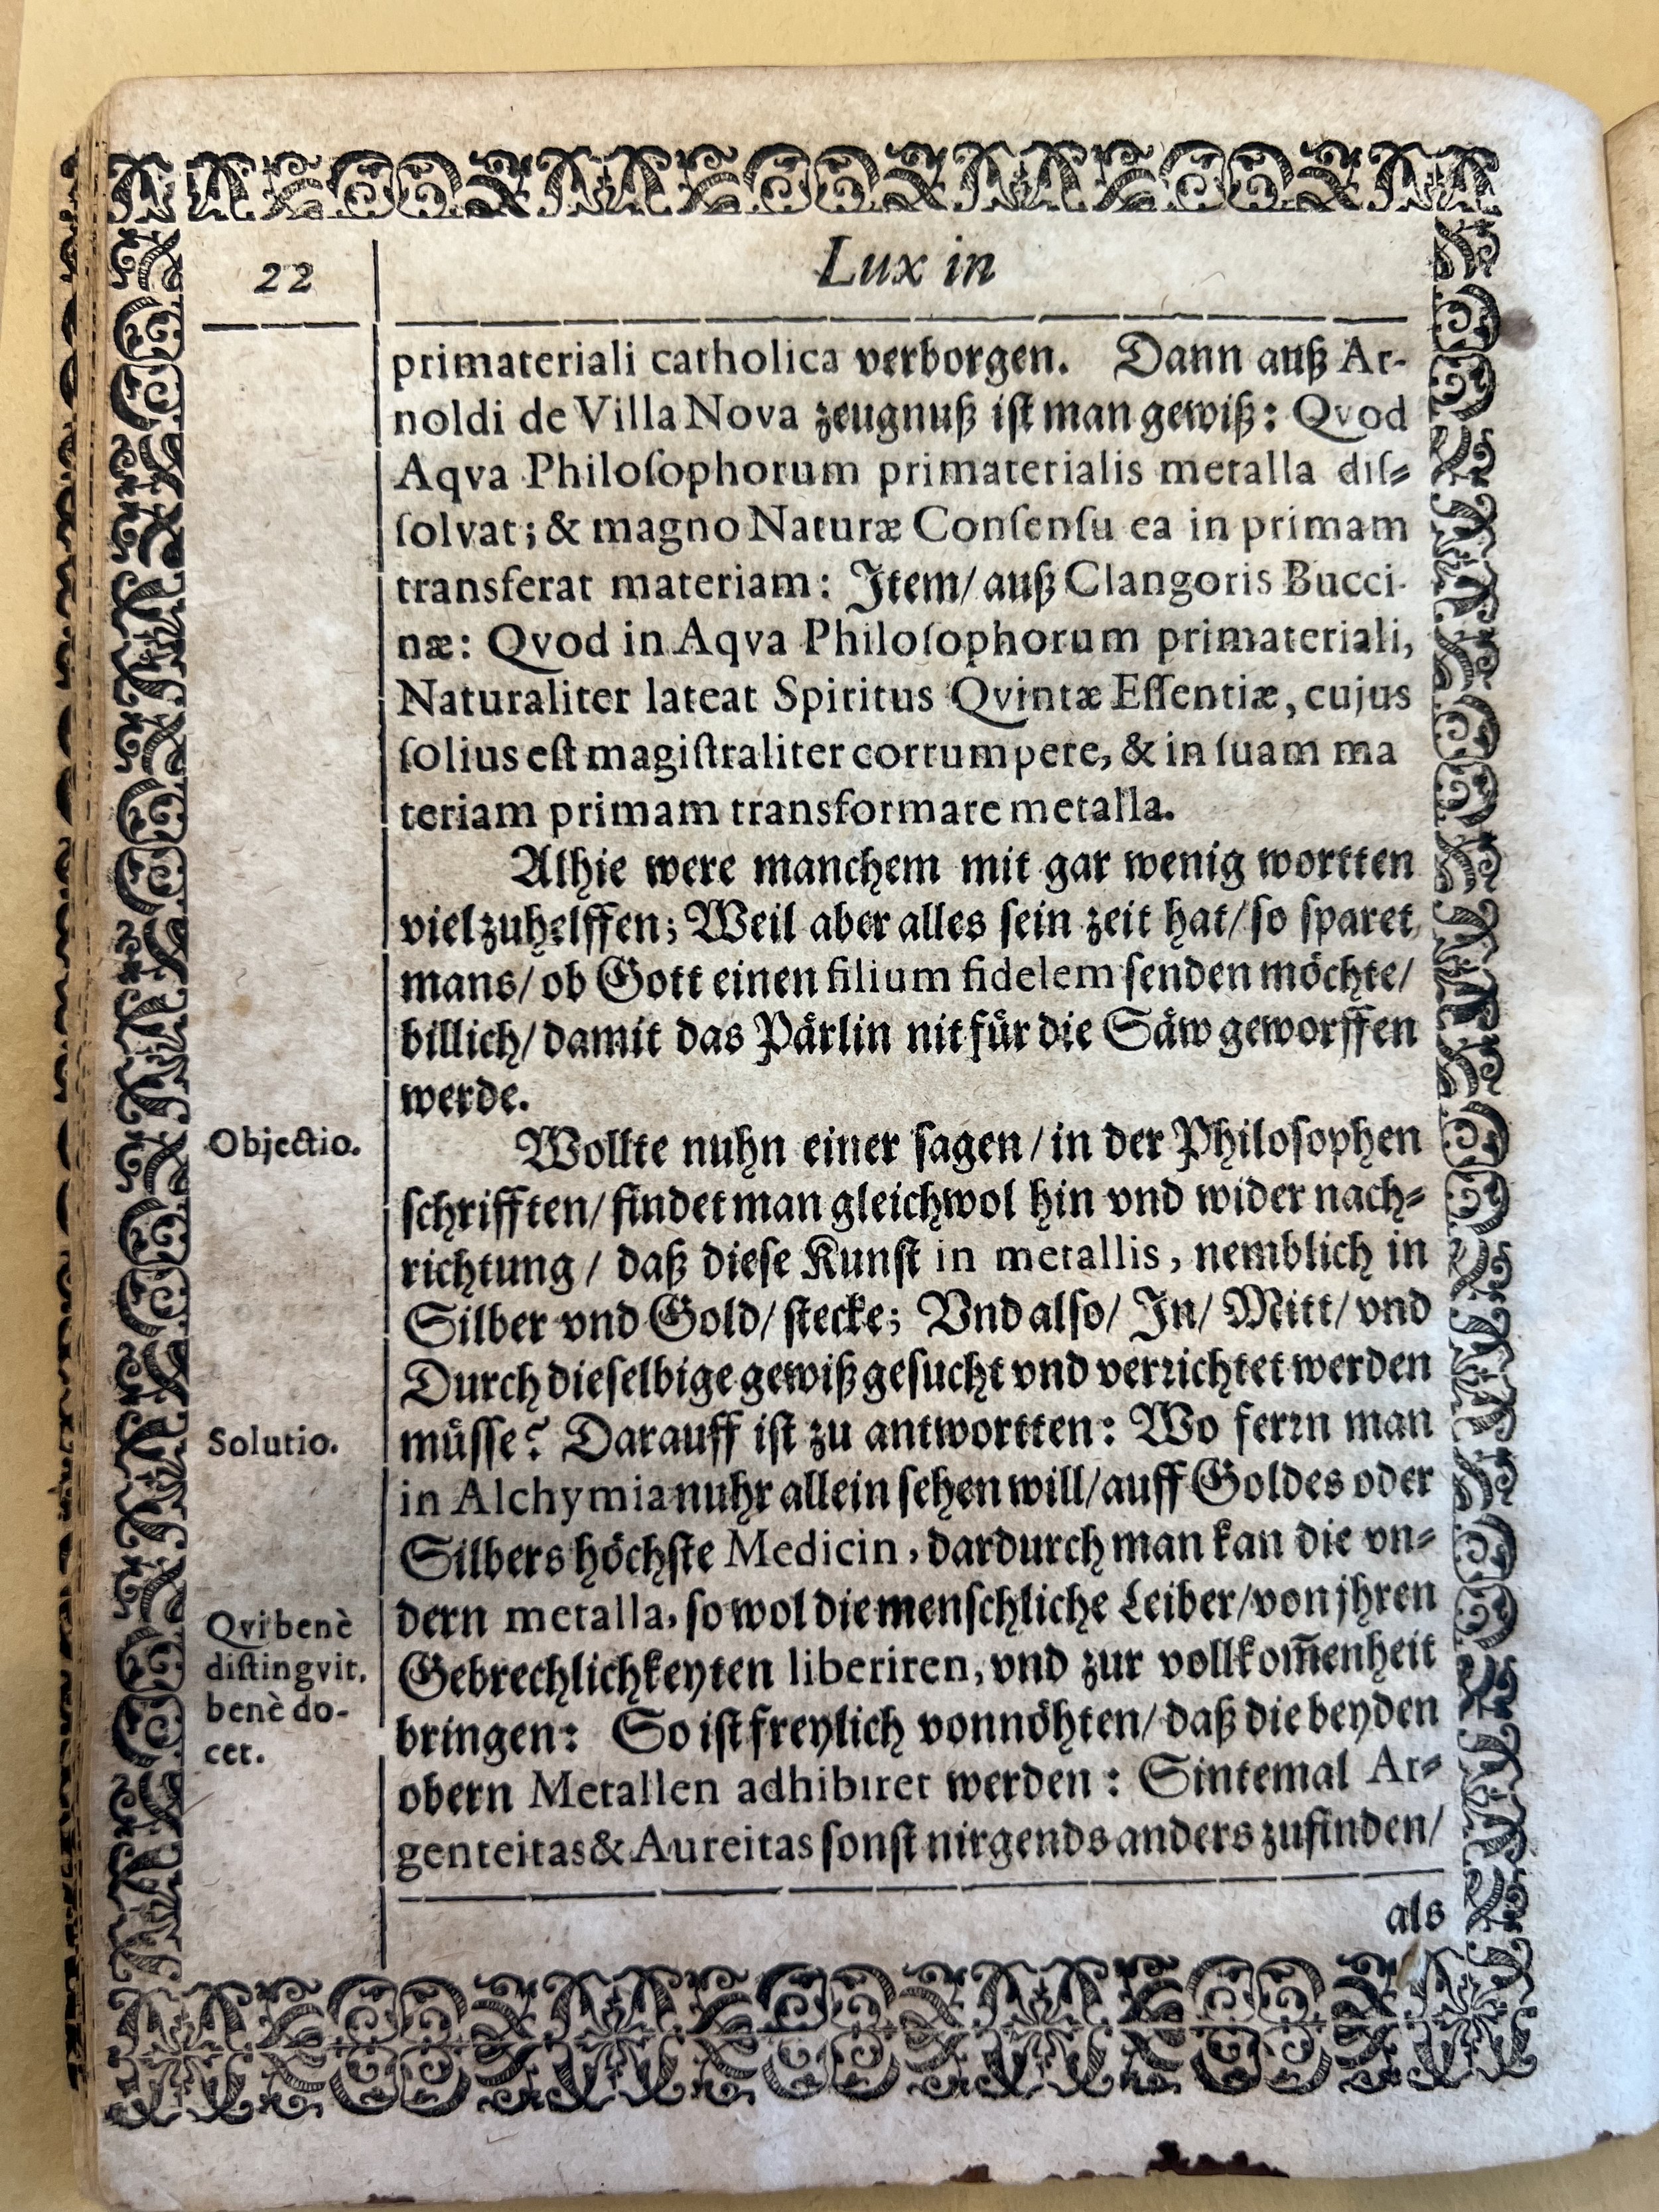 22
Lux in
primateriali catholica verborgen. Dann auß Ar-
noldi de Villa Nova zeugnuß ist man gewiß: Qvod
Aqva Philoſophorum primaterialis metalla diſ-
ſolvat; & magno Naturæ Conſenſu ea in primam
transferat materiam: Item/ auß Clangoris Bucci-
næ: Qvod in Aqva Philoſophorum primateriali,
Naturaliter lateat Spiritus Qvintæ Eſſentiæ, cujus
ſolius eſt magiſtraliter corrumpere, & in ſuam ma
teriam primam transformare metalla.
Alhie were manchem mit gar wenig wortten
viel zuhelffen; Weil aber alles ſein zeit hat/ ſo ſparet
mans/ ob Gott einen filium fidelem ſenden möchte/
billich/ damit das Pärlin nit für die Säw geworffen
werde.
Objectio.
Wollte nuhn einer ſagen/ in der Philoſophen
ſchrifften/ findet man gleichwol hin vnd wider nach-
richtung/ daß dieſe Kunſt in metallis, nemblich in
Silber vnd Gold/ ſtecke; Vnd alſo/ In/ Mitt/ vnd
Durch dieſelbige gewiß geſucht vnd verrichtet werden
Solutio.
müſſe? Darauff iſt zu antwortten: Wo ferrn man
in Alchymia nuhr allein ſehen will/ auff Goldes oder
Silbers höchſte Medicin, dardurch man kan die vn-
Qvi benè
diſtingvit,
benè do-
cet.
dern metalla, ſo wol die menſchliche Leiber/ von jhren
Gebrechlichkeyten liberiren, vnd zur vollkom̃enheit
bringen: So iſt freylich vonnöhten/ daß die beyden
obern Metallen adhibiret werden: Sintemal Ar-
genteitas & Aureitas ſonſt nirgends anders zufinden/
als